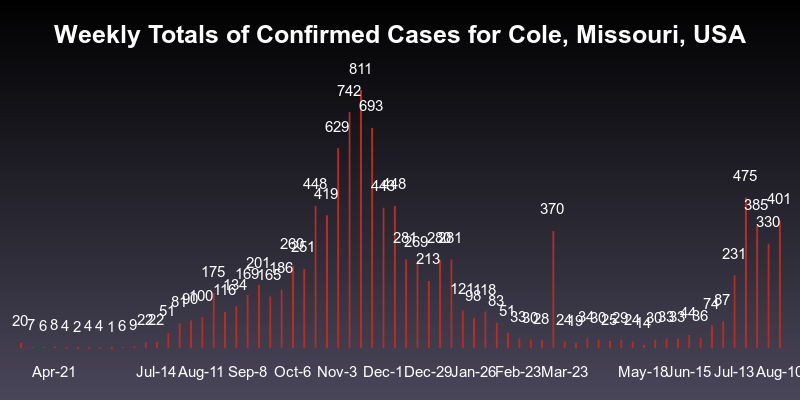 Weekly Totals of Confirmed Cases for Cole, Missouri, USA
20 7 6 8 4 2 4 4 1 6 9 22 22 51 81 90 100 175 116 134 169 201 165 186 260 251 448 419 629 742 811 693 443 448 281 269 213 280 281 121 98 118 83 51 33 30 28 370 24 19 34 30 25 29 24 14 30 33 33 44 36 74 87 231 475 385 330 401
Apr-21 Jul-14 Aug-11 Sep-8 Oct-6 Nov-3 Dec-1 Dec-29 Jan-26 Feb-23 Mar-23 May-18 Jun-15 Jul-13 Aug-10